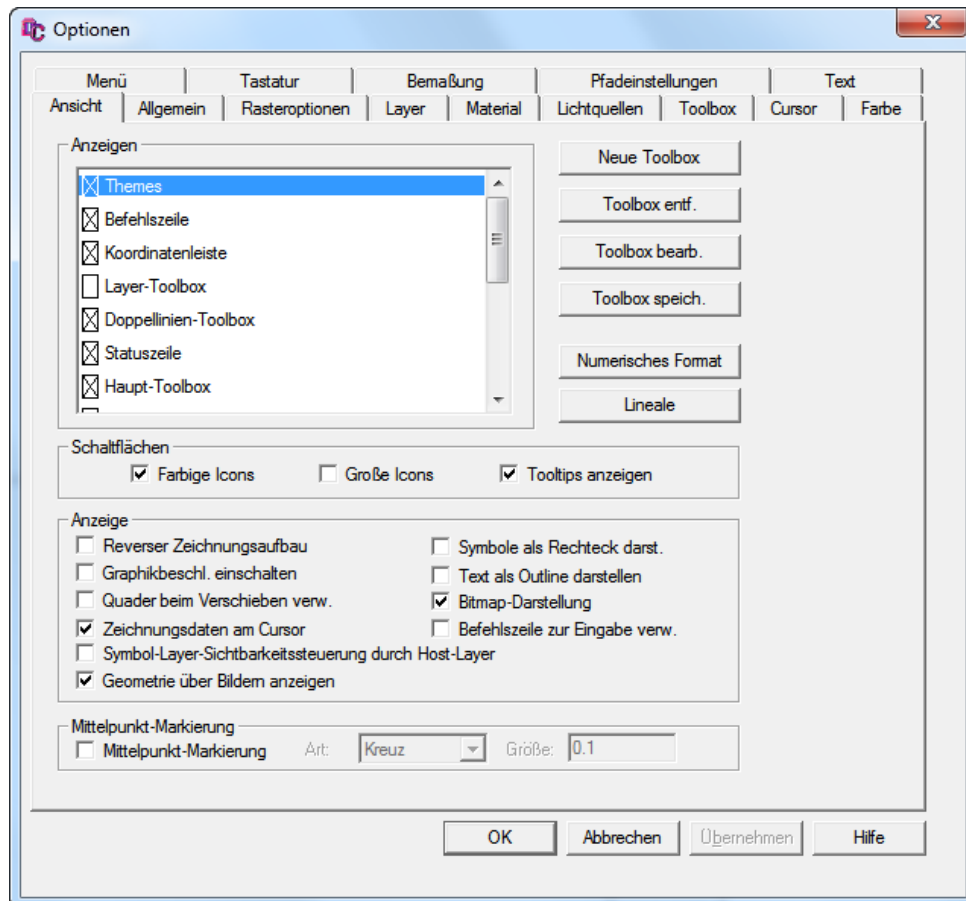 Optionen
Menü Tastatur Bemaßung Pfadeinstellungen Text
Ansicht Allgemein Rasteroptionen Layer Material Lichtquellen Toolbox Cursor Farbe
Anzeigen
Themes
Befehlszeile
Koordinatenleiste
Layer-Toolbox
Doppellinien-Toolbox
Statuszeile
Haupt-Toolbox
Neue Toolbox
Toolbox entf.
Toolbox bearb.
Toolbox speich.
Numerisches Format
Lineale
Schaltflächen
Farbige Icons Große Icons Tooltips anzeigen
Anzeige
Reverser Zeichnungsaufbau Symbole als Rechteck darst.
Graphikbeschl. einschalten Text als Outline darstellen
Quader beim Verschieben verw. Bitmap-Darstellung
Zeichnungsdaten am Cursor Befehlszeile zur Eingabe verw.
Symbol-Layer-Sichtbarkeitssteuerung durch Host-Layer
Geometrie über Bildern anzeigen
Mittelpunkt-Markierung
Mittelpunkt-Markierung Art: Kreuz Größe: 0.1
OK Abbrechen Übernehmen Hilfe